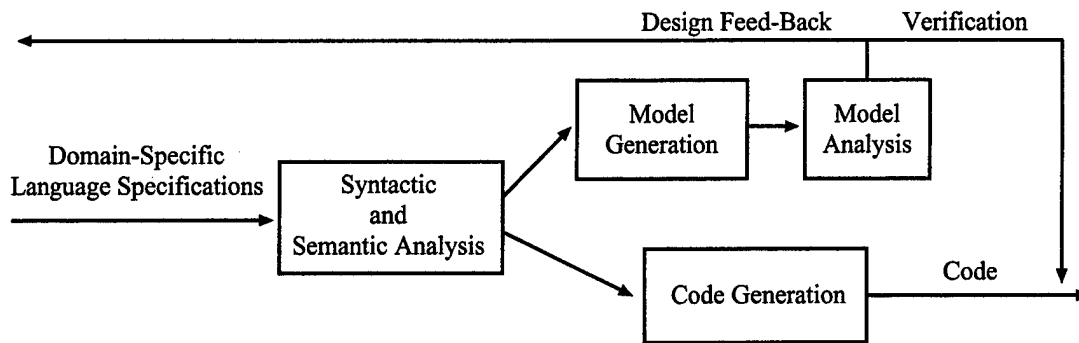 Design Feed-Back
Verification
Model
Generation
Model
Analysis
Domain-Specific
Language Specifications
Syntactic
and
Semantic Analysis
Code Generation
Code